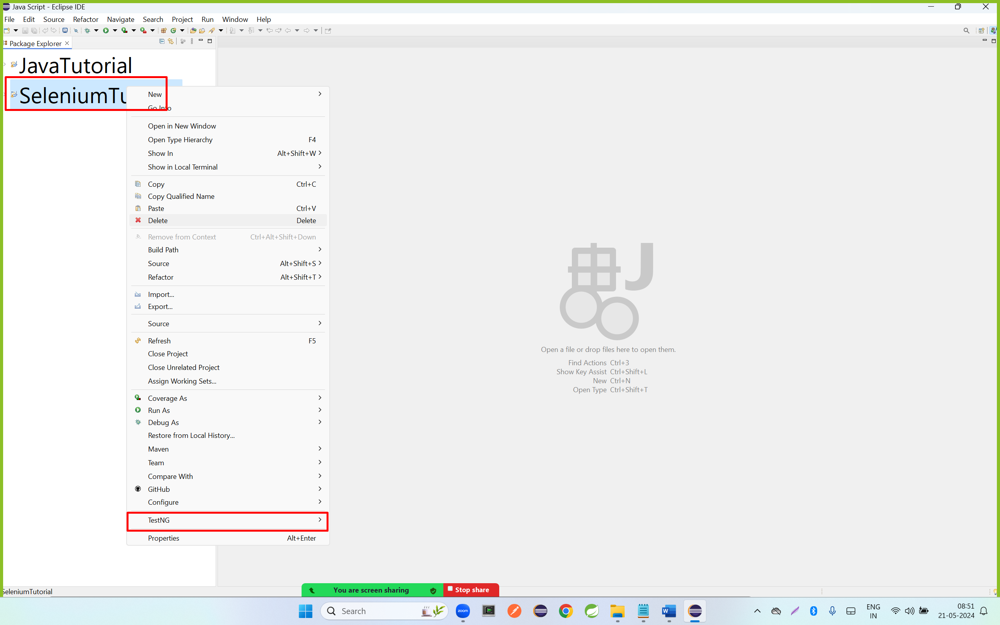 Java Script - Eclipse IDE
File Edit Source Refactor Navigate Search Project Run Window Help
Package Explorer
JavaTutorial
SeleniumTu
New
Go Into
Open in New Window
Open Type Hierarchy F4
Show In Alt+Shift+W
Show in Local Terminal
Copy Ctrl+C
Copy Qualified Name
Paste Ctrl+V
Delete Delete
Remove from Context Ctrl+Alt+Shift+Down
Build Path
Source Alt+Shift+S
Refactor Alt+Shift+T
Import...
Export...
Source
Refresh F5
Close Project
Close Unrelated Project
Assign Working Sets...
Coverage As
Run As
Debug As
Restore from Local History...
Maven
Team
Compare With
GitHub
Configure
TestNG
Properties Alt+Enter
J
Open a file or drop files here to open them.
Find Actions Ctrl+3
Show Key Assist Ctrl+Shift+L
New Ctrl+N
Open Type Ctrl+Shift+T
SeleniumTutorial
You are screen sharing
Stop share
Search
zoom
W
ENG
IN
08:51
21-05-2024